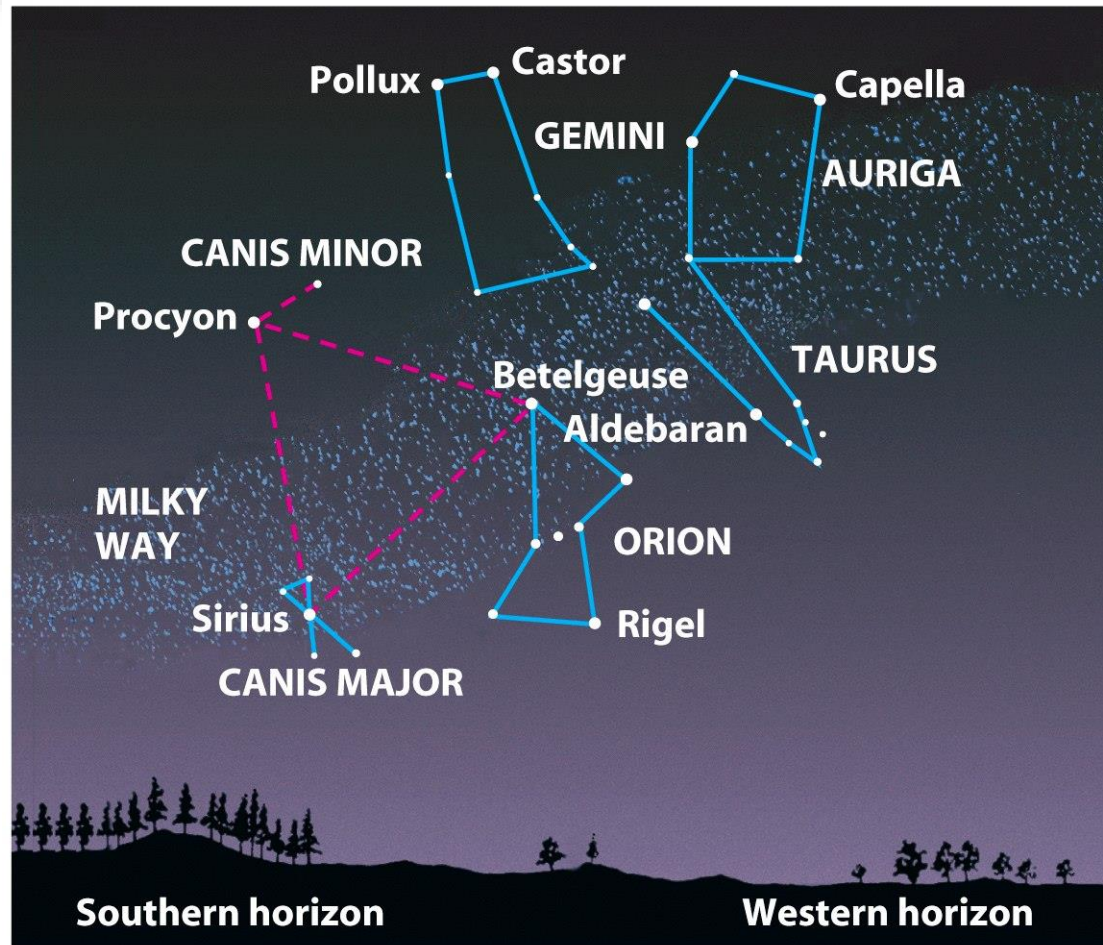 Castor
Pollux
Capella
GEMINI
AURIGA
CANIS MINOR
Procyon
TAURUS
Betelgeuse
Aldebaran
MILKY
WAY
ORION
Sirius
Rigel
CANIS MAJOR
Southern horizon
Western horizon